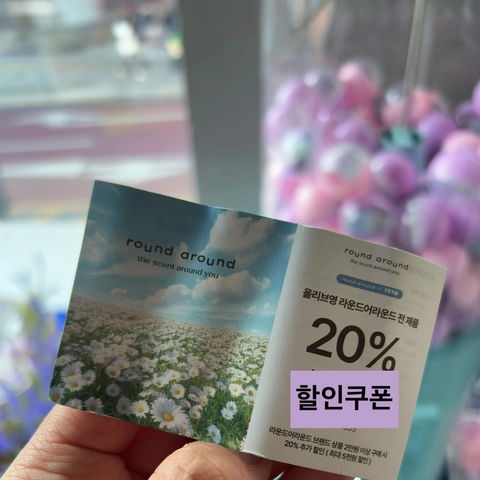 round around
the scent around you
round around
the scent around you
올리브영 라운드어라운드 전 제품
20%
할인쿠폰
라운드어라운드 브랜드 상품 2만원 이상 구매 시
20% 추가 할인 ( 최대 5천원 할인 )